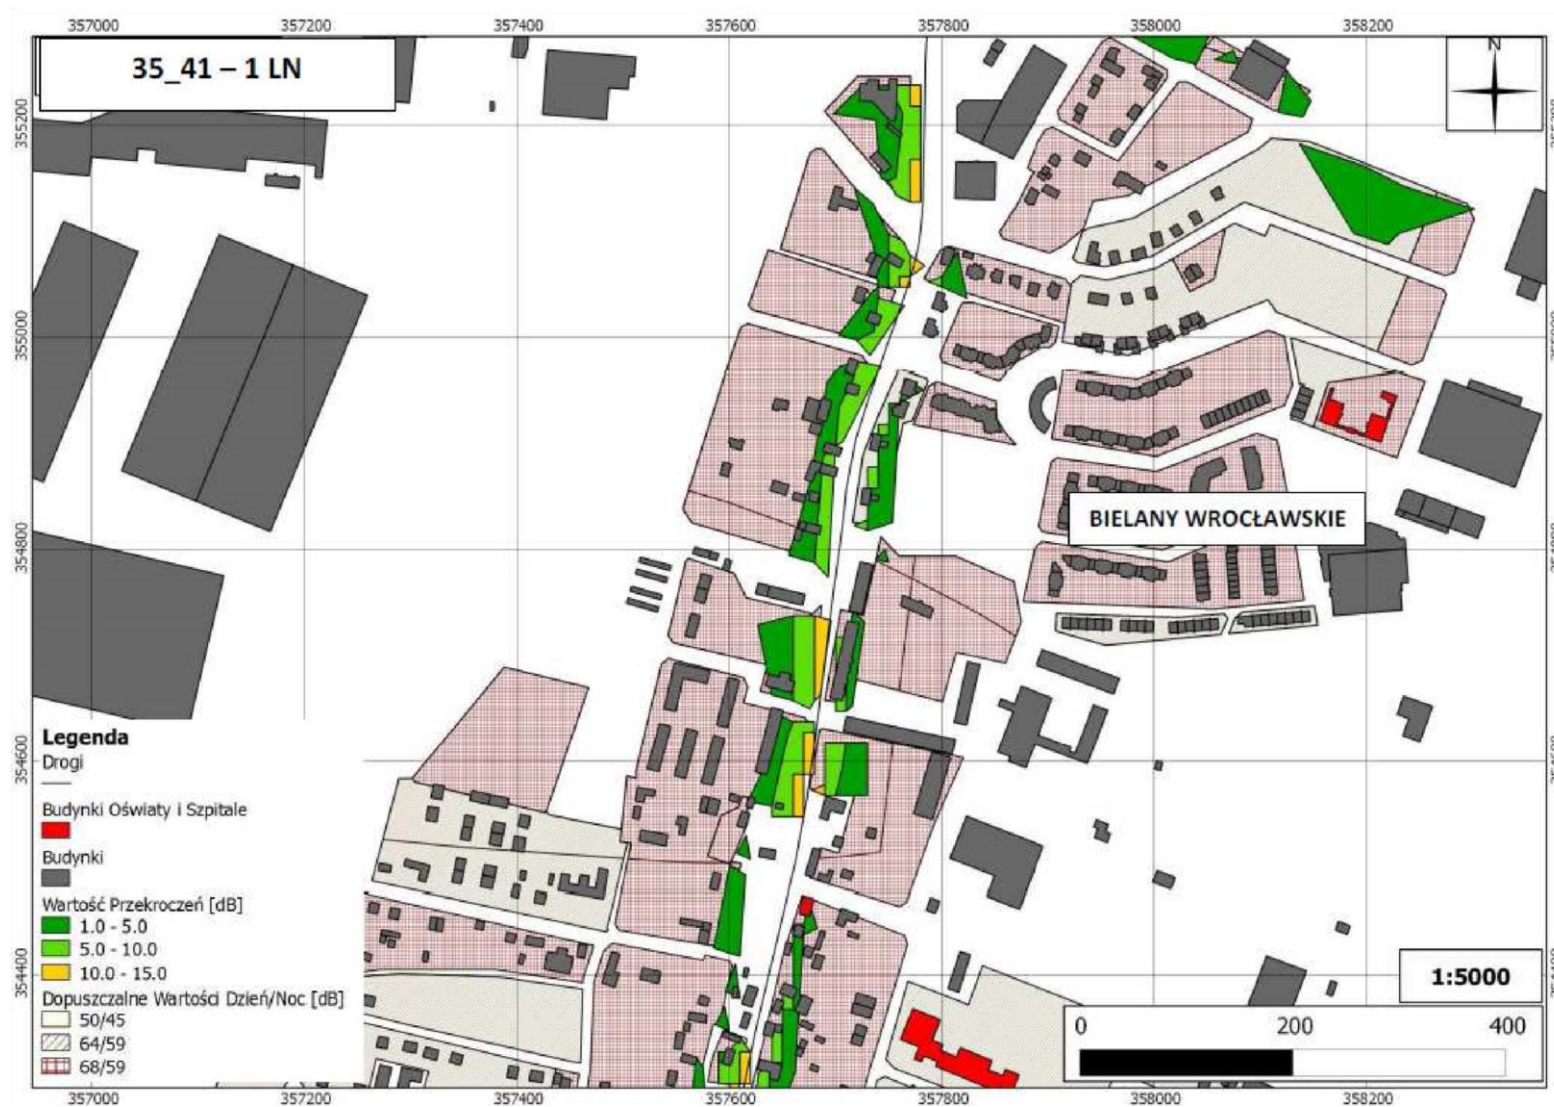 357000 357200 357400 357600 357800 358000 358200
35_41 – 1 LN
N
355200
355000
354800
354600
354400
BIELANY WROCŁAWSKIE
Legenda
Drogi
Budynki Oświaty i Szpitale
Budynki
Wartość Przekroczeń [dB]
1.0 - 5.0
5.0 - 10.0
10.0 - 15.0
Dopuszczalne Wartości Dzień/Noc [dB]
50/45
64/59
68/59
1:5000
0 200 400
357000 357200 357400 357600 357800 358000 358200